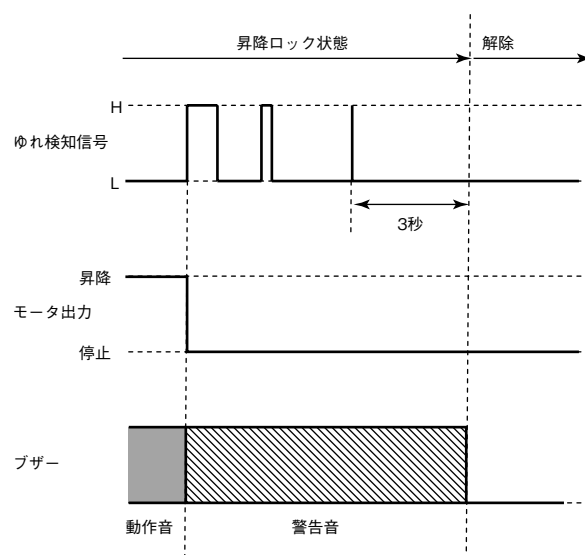 昇降ロック状態
解除
H
ゆれ検知信号
L
3秒
昇降
モータ出力
停止
ブザー
動作音
警告音